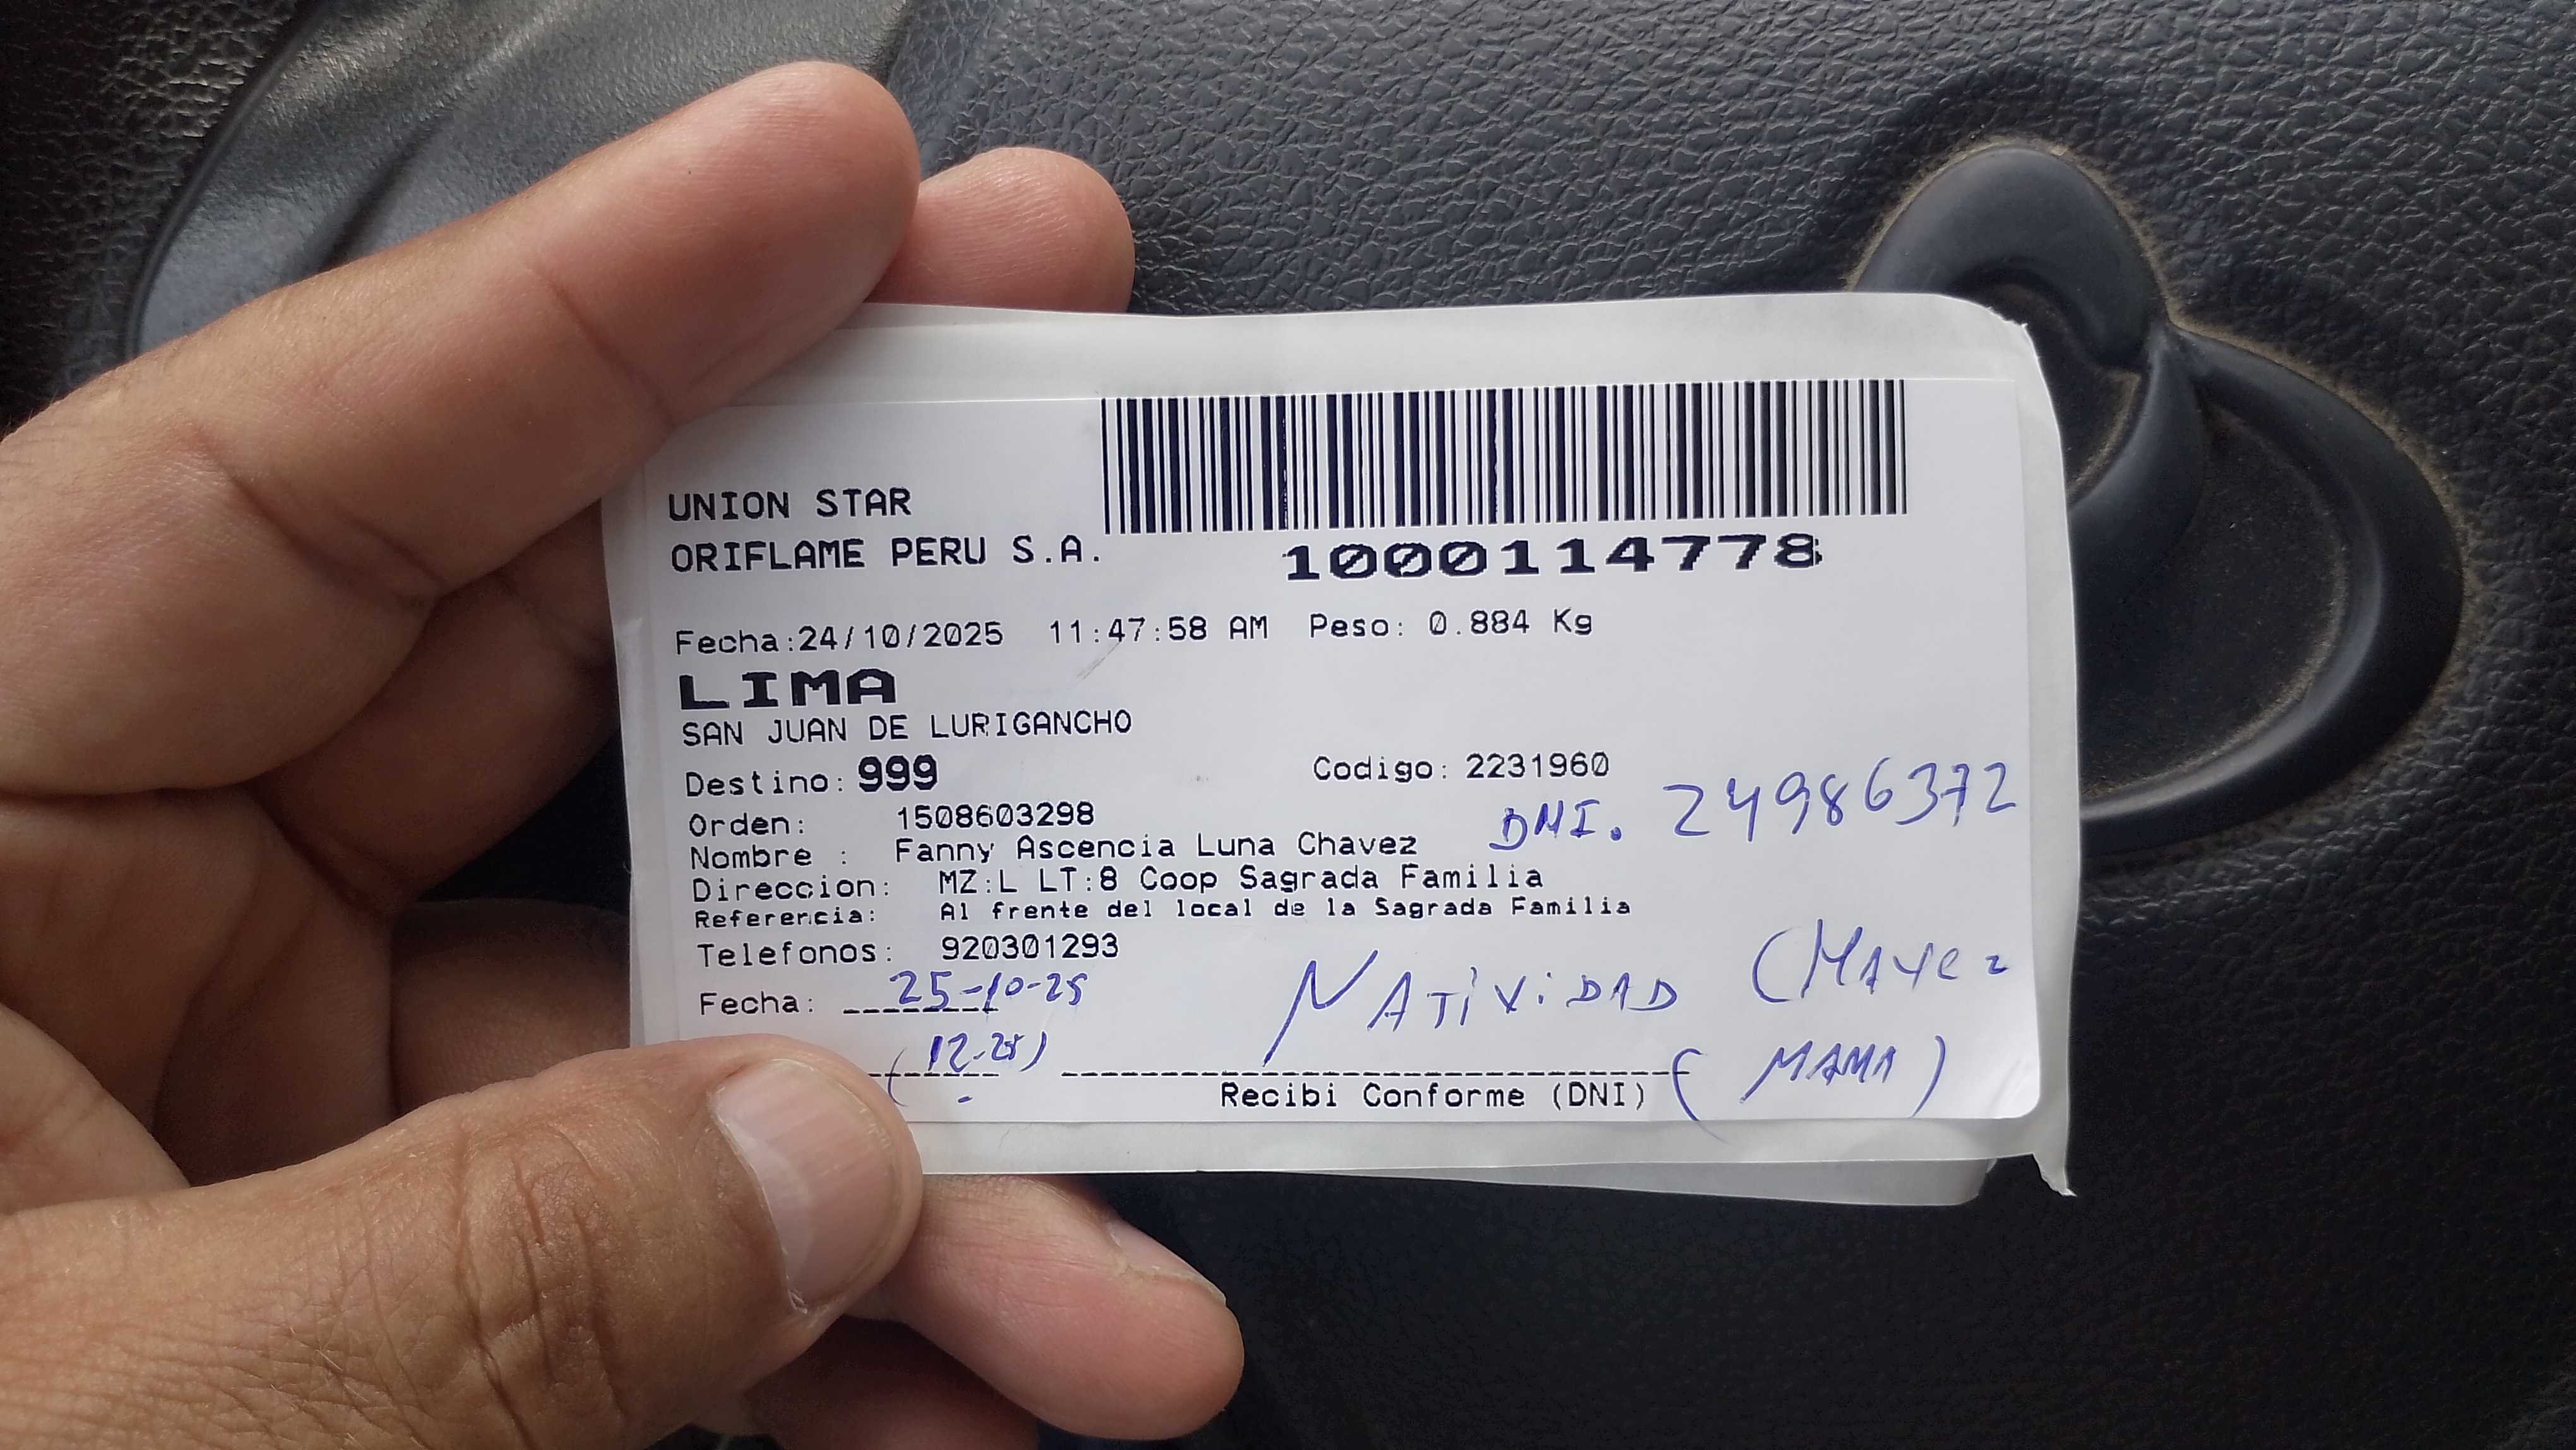 UNION STAR
ORIFLAME PERU S.A.
1000114778
Fecha:24/10/2025 11:47:58 AM Peso: 0.884 Kg
LIMA
SAN JUAN DE LURIGANCHO
Destino: 999 Codigo: 2231960
DNI. 24986372
Orden: 1508603298
Nombre : Fanny Ascencia Luna Chavez
Direccion: MZ:L LT:8 Coop Sagrada Familia
Referencia: Al frente del local de la Sagrada Familia
Telefonos: 920301293
Fecha: 25-10-25
NATIVIDAD
(MAMA)
Recibi Conforme (DNI)